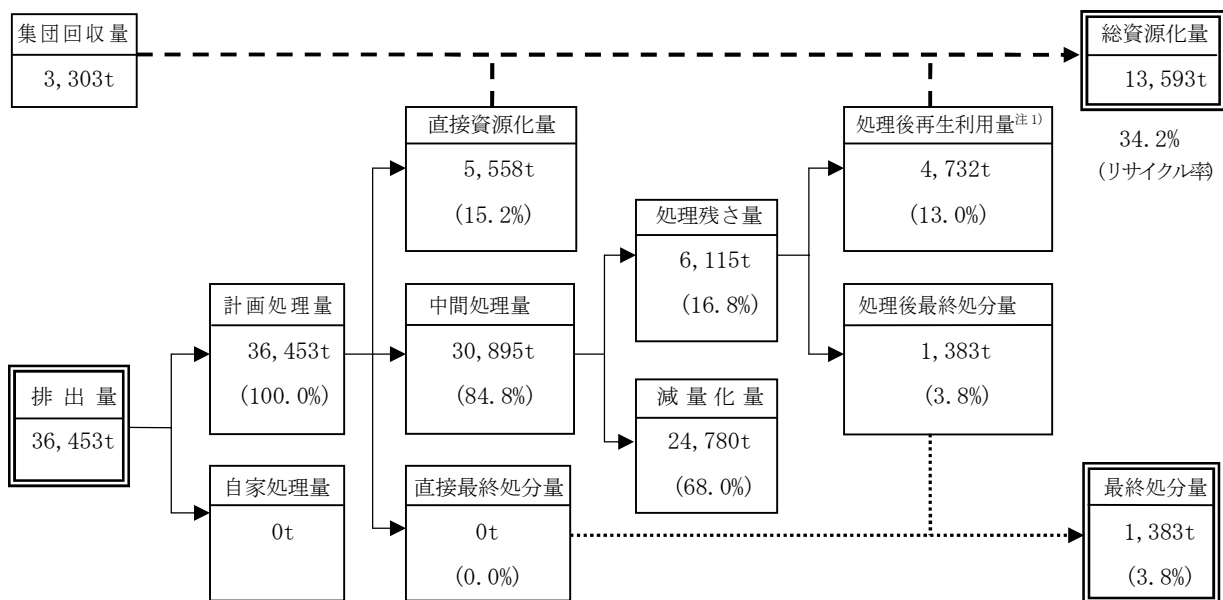 集団回収量
3,303t
総資源化量
13,593t
34.2%
(リサイクル率)
直接資源化量
5,558t
(15.2%)
処理後再生利用量注1)
4,732t
(13.0%)
処理残さ量
6,115t
(16.8%)
計画処理量
36,453t
(100.0%)
中間処理量
30,895t
(84.8%)
処理後最終処分量
1,383t
(3.8%)
排出量
36,453t
減量化量
24,780t
(68.0%)
自家処理量
0t
直接最終処分量
0t
(0.0%)
最終処分量
1,383t
(3.8%)